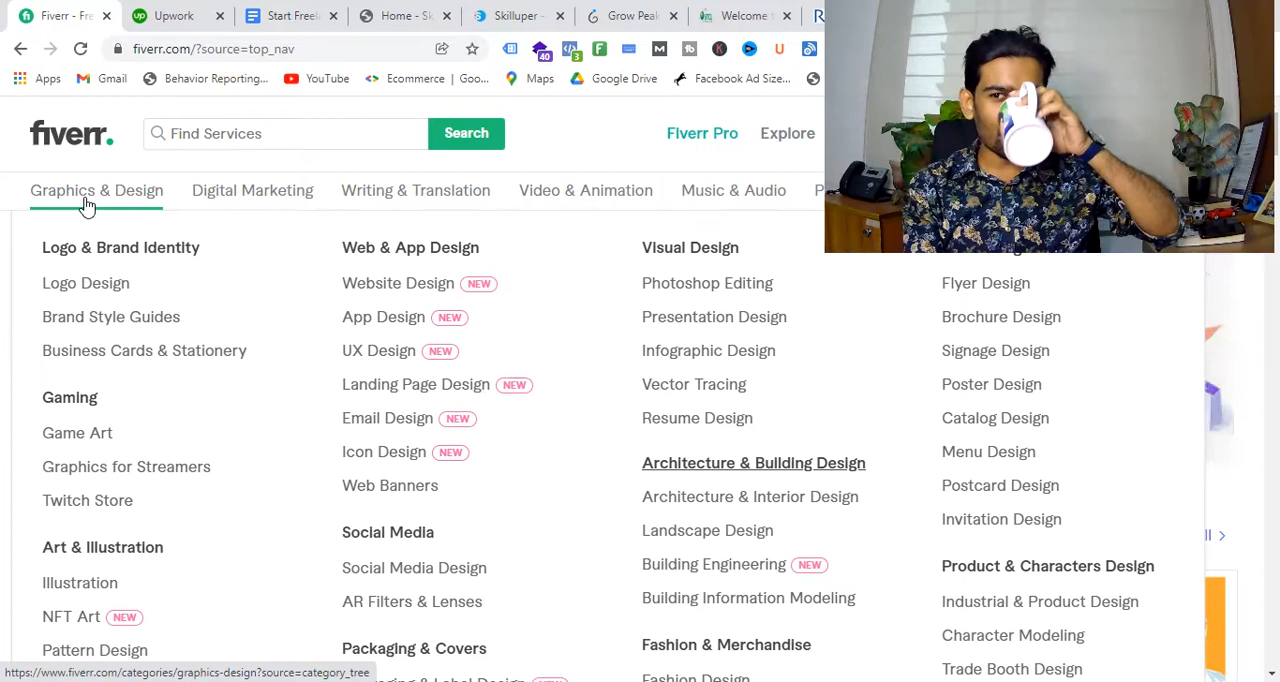 Fiverr - Fre
Upwork
Start Freel
Home - Sk
Skilluper -
Grow Peak
Welcome t
fiverr.com/?source=top_nav
40
3
Apps
Gmail
Behavior Reporting...
YouTube
Ecommerce | Goo...
Maps
Google Drive
Facebook Ad Size...
fiverr.
Find Services
Search
Fiverr Pro
Explore
Graphics & Design
Digital Marketing
Writing & Translation
Video & Animation
Music & Audio
P
Logo & Brand Identity
Logo Design
Brand Style Guides
Business Cards & Stationery
Gaming
Game Art
Graphics for Streamers
Twitch Store
Art & Illustration
Illustration
NFT Art NEW
Pattern Design
Web & App Design
Website Design NEW
App Design NEW
UX Design NEW
Landing Page Design NEW
Email Design NEW
Icon Design NEW
Web Banners
Social Media
Social Media Design
AR Filters & Lenses
Packaging & Covers
Visual Design
Photoshop Editing
Presentation Design
Infographic Design
Vector Tracing
Resume Design
Architecture & Building Design
Architecture & Interior Design
Landscape Design
Building Engineering NEW
Building Information Modeling
Fashion & Merchandise
Fashion Design
Flyer Design
Brochure Design
Signage Design
Poster Design
Catalog Design
Menu Design
Postcard Design
Invitation Design
Product & Characters Design
Industrial & Product Design
Character Modeling
Trade Booth Design
https://www.fiverr.com/categories/graphics-design?source=category_tree